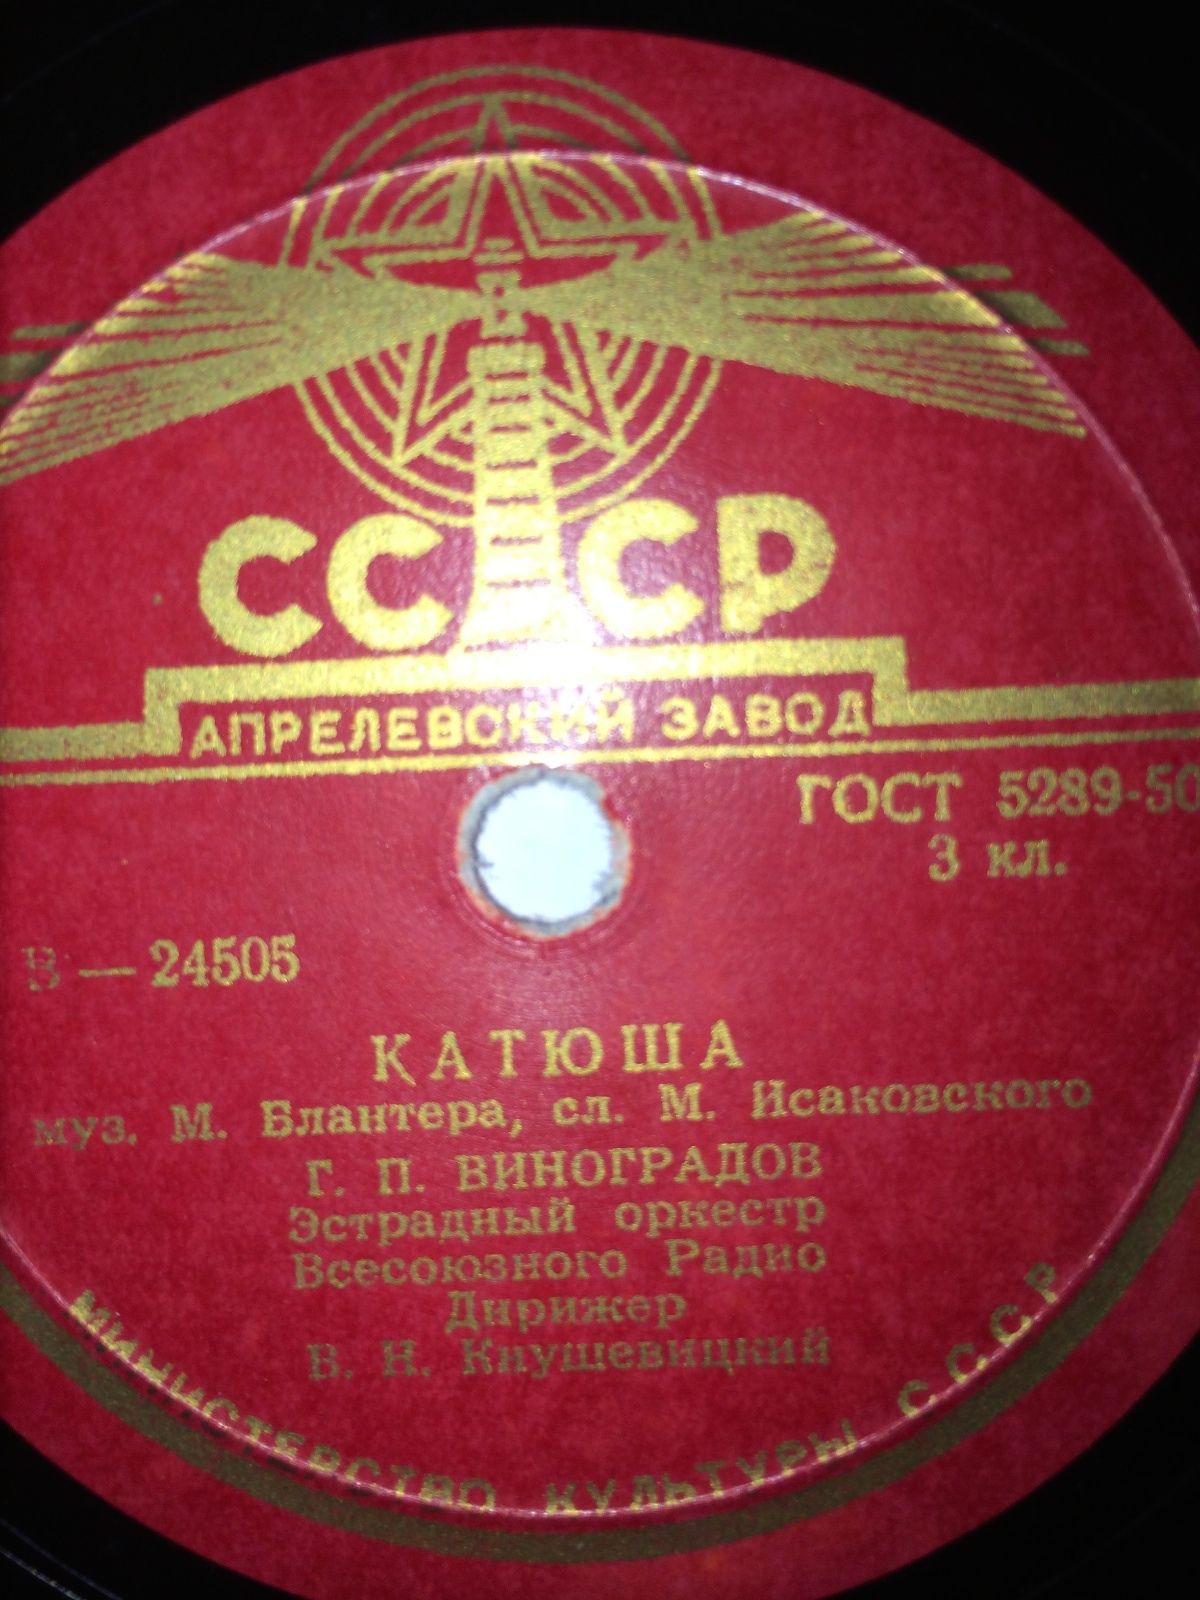 СССР
АПРЕЛЕВСКИЙ ЗАВОД
ГОСТ 5289-50
3 кл.
В — 24505
КАТЮША
муз. М. Блантера, сл. М. Исаковского
Г. П. ВИНОГРАДОВ
Эстрадный оркестр
Всесоюзного Радио
Дирижер
В. Н. Кнушевицкий
МИНИСТЕРСТВО КУЛЬТУРЫ С.С.С.Р